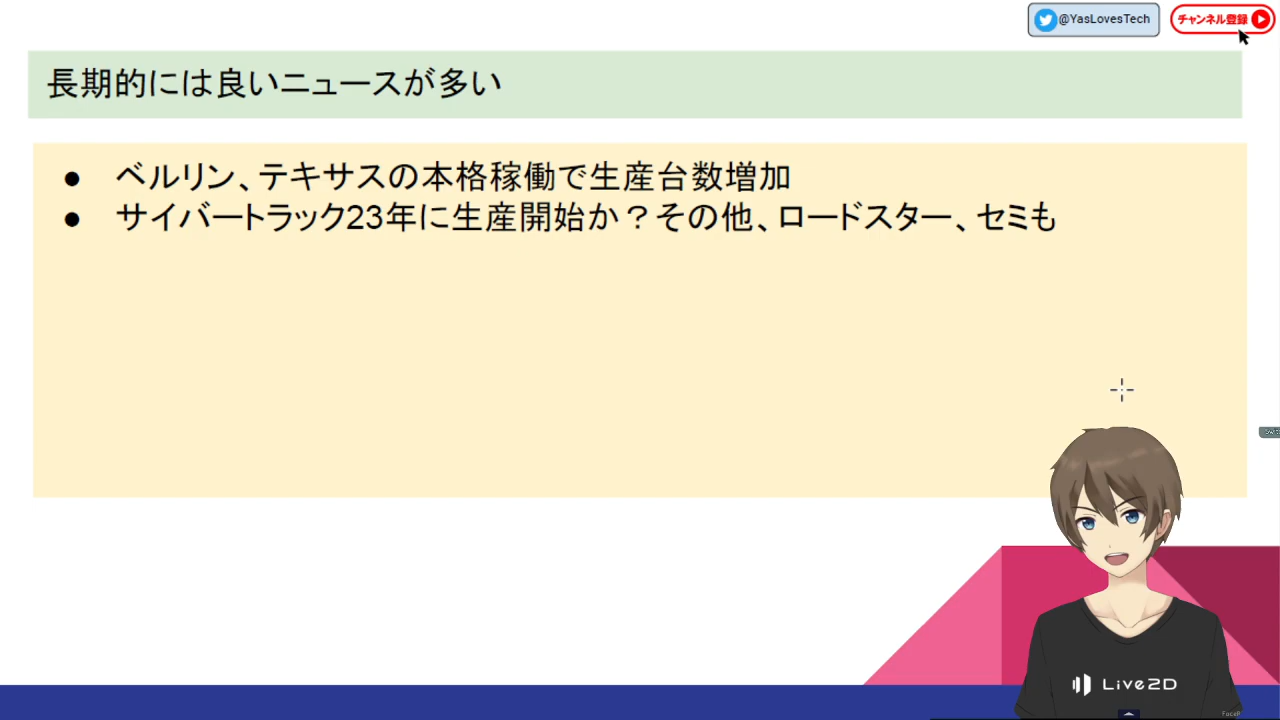 @YasLovesTech
チャンネル登録
長期的には良いニュースが多い
● ベルリン、テキサスの本格稼働で生産台数増加
● サイバートラック23年に生産開始か？その他、ロードスター、セミも
Live2D
FaceP